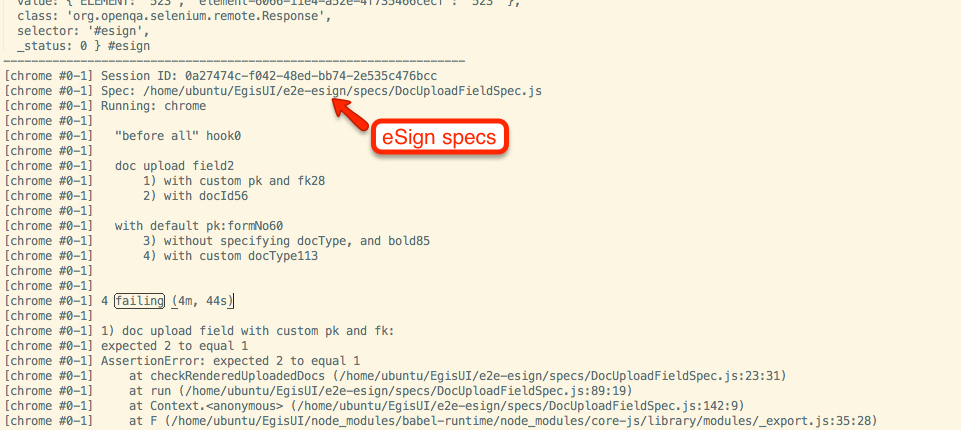 value: { ELEMENT: '523', 'element-6066-11e4-a52e-4f735466cecf': '523' },
class: 'org.openqa.selenium.remote.Response',
selector: '#esign',
_status: 0 } #esign
------------------------------------------------------------------
[chrome #0-1] Session ID: 0a27474c-f042-48ed-bb74-2e535c476bcc
[chrome #0-1] Spec: /home/ubuntu/EgisUI/e2e-esign/specs/DocUploadFieldSpec.js
[chrome #0-1] Running: chrome
[chrome #0-1]
eSign specs
[chrome #0-1]   "before all" hook0
[chrome #0-1]
[chrome #0-1]   doc upload field2
[chrome #0-1]       1) with custom pk and fk28
[chrome #0-1]       2) with docId56
[chrome #0-1]
[chrome #0-1]   with default pk:formNo60
[chrome #0-1]       3) without specifying docType, and bold85
[chrome #0-1]       4) with custom docType113
[chrome #0-1]
[chrome #0-1]
[chrome #0-1] 4 failing (4m, 44s)
[chrome #0-1]
[chrome #0-1] 1) doc upload field with custom pk and fk:
[chrome #0-1] expected 2 to equal 1
[chrome #0-1] AssertionError: expected 2 to equal 1
[chrome #0-1]     at checkRenderedUploadedDocs (/home/ubuntu/EgisUI/e2e-esign/specs/DocUploadFieldSpec.js:23:31)
[chrome #0-1]     at run (/home/ubuntu/EgisUI/e2e-esign/specs/DocUploadFieldSpec.js:89:19)
[chrome #0-1]     at Context.<anonymous> (/home/ubuntu/EgisUI/e2e-esign/specs/DocUploadFieldSpec.js:142:9)
[chrome #0-1]     at F (/home/ubuntu/EgisUI/node_modules/babel-runtime/node_modules/core-js/library/modules/_export.js:35:28)